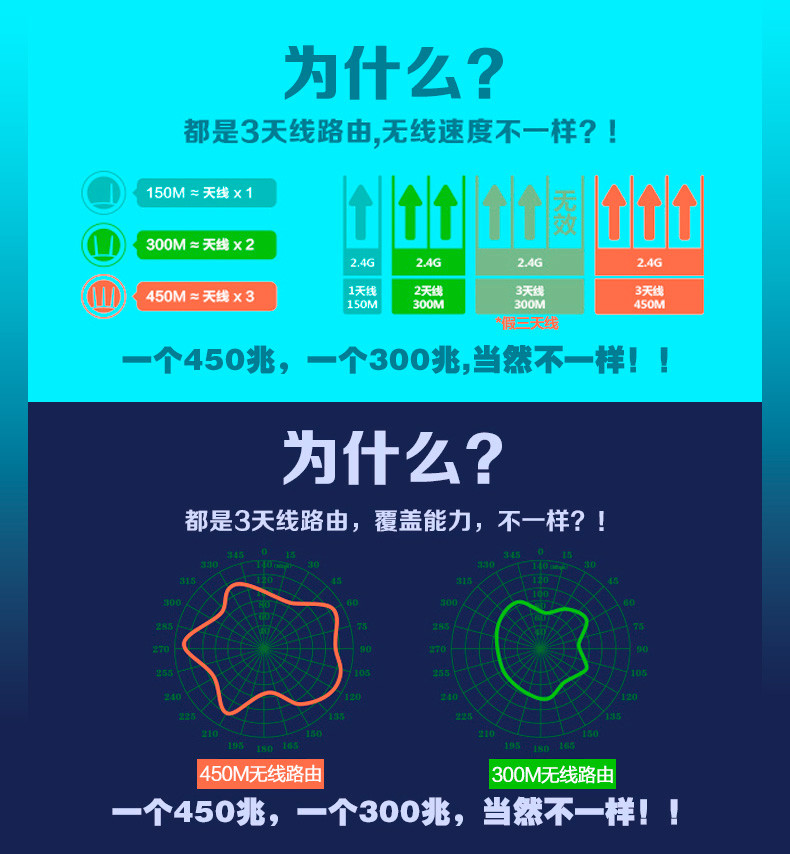 为什么?
都是3天线路由,无线速度不一样?!
150M ≈ 天线 x 1
300M ≈ 天线 x 2
450M ≈ 天线 x 3
无效
2.4G 2.4G 2.4G 2.4G
1天线 2天线 3天线 3天线
150M 300M 300M 450M
*假三天线
一个450兆，一个300兆,当然不一样!!
为什么?
都是3天线路由，覆盖能力，不一样?!
345 0 15 345 0 15
330 140 30 330 140 30
315 120 45 315 120 45
100
300 80 60 300 60
285 60 75 285 60 75
40 40
270 90 270 90
255 105 255 105
240 120 240 120
225 135 225 135
210 150 210 150
195 180 165 195 180 165
450M无线路由 300M无线路由
一个450兆，一个300兆，当然不一样!!